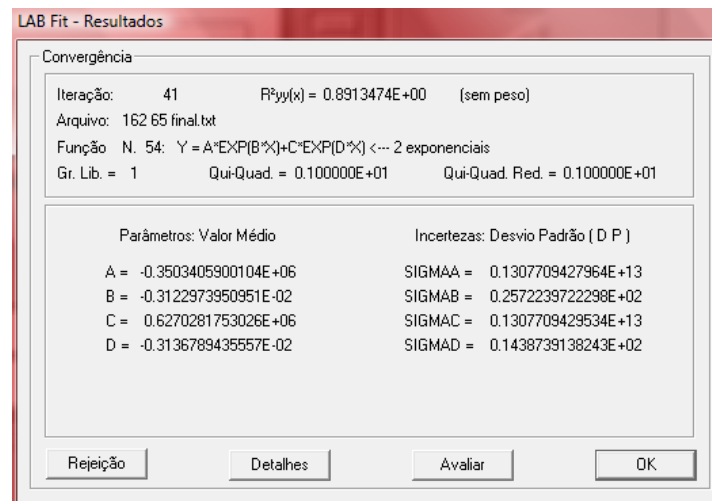 LAB Fit - Resultados
Convergência
Iteração: 41 R²yy(x) = 0.8913474E+00 (sem peso)
Arquivo: 162 65 final.txt
Função N. 54: Y = A*EXP(B*X)+C*EXP(D*X) <--- 2 exponenciais
Gr. Lib. = 1 Qui-Quad. = 0.100000E+01 Qui-Quad. Red. = 0.100000E+01
Parâmetros: Valor Médio Incertezas: Desvio Padrão ( D P )
A = -0.3503405900104E+06 SIGMAA = 0.1307709427964E+13
B = -0.3122973950951E-02 SIGMAB = 0.2572239722298E+02
C = 0.6270281753026E+06 SIGMAC = 0.1307709429534E+13
D = -0.3136789435557E-02 SIGMAD = 0.1438739138243E+02
Rejeição Detalhes Avaliar OK